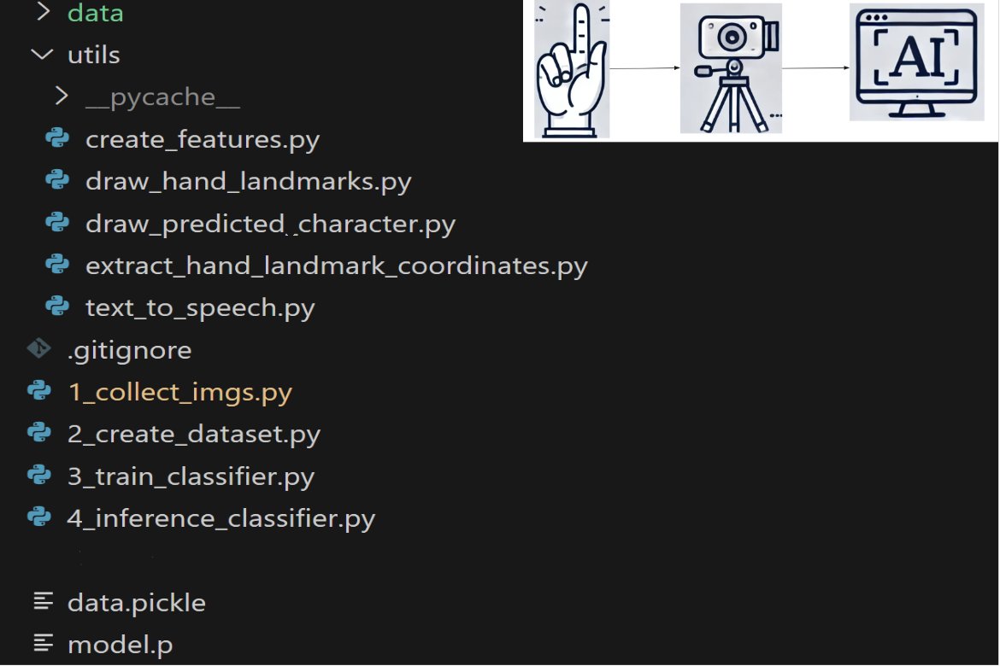 data
utils
__pycache__
create_features.py
draw_hand_landmarks.py
draw_predicted_character.py
extract_hand_landmark_coordinates.py
text_to_speech.py
.gitignore
1_collect_imgs.py
2_create_dataset.py
3_train_classifier.py
4_inference_classifier.py
data.pickle
model.p
AI